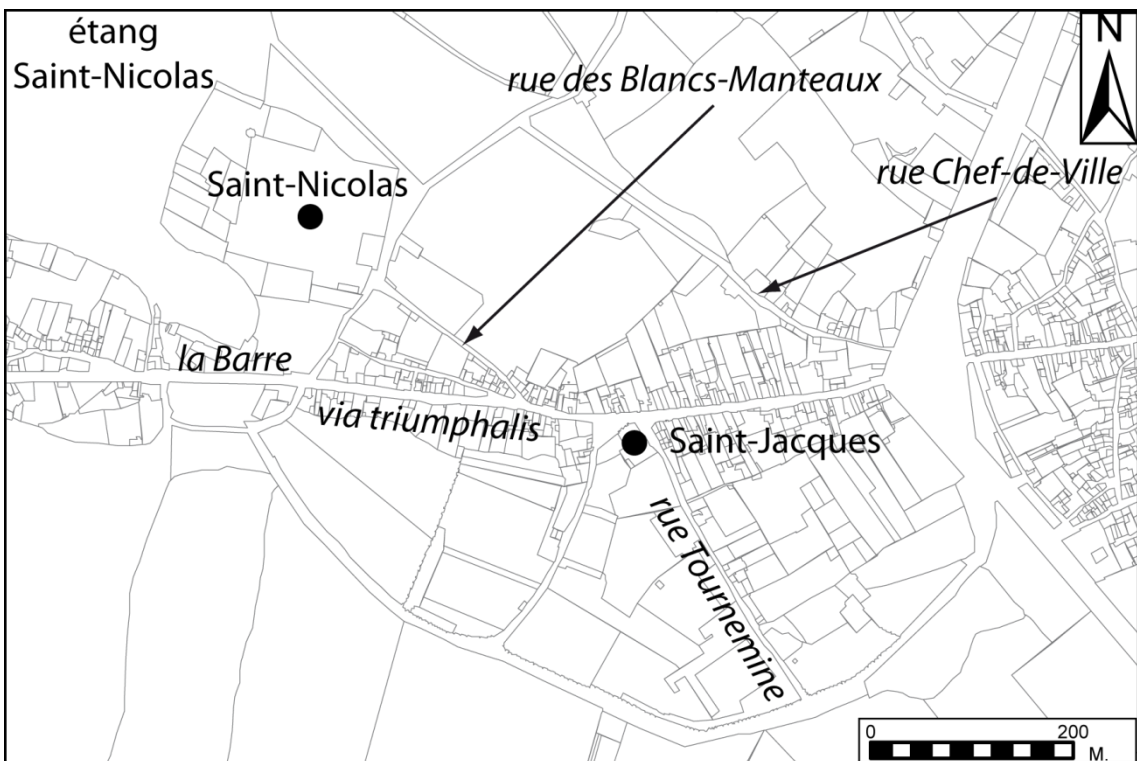 étang
Saint-Nicolas
N
rue des Blancs-Manteaux
rue Chef-de-Ville
Saint-Nicolas
la Barre
via triumphalis
Saint-Jacques
rue Tournemine
0 200
M.